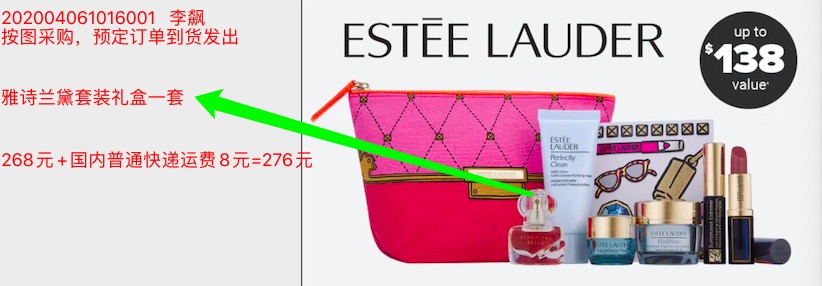 202004061016001 李飙
按图采购，预定订单到货发出
雅诗兰黛套装礼盒一套
268元+国内普通快递运费8元=276元
ESTĒE LAUDER
up to
$138
value*
ESTĒE
LAUDER
Perfectly
Clean
ESTĒE LAUDER